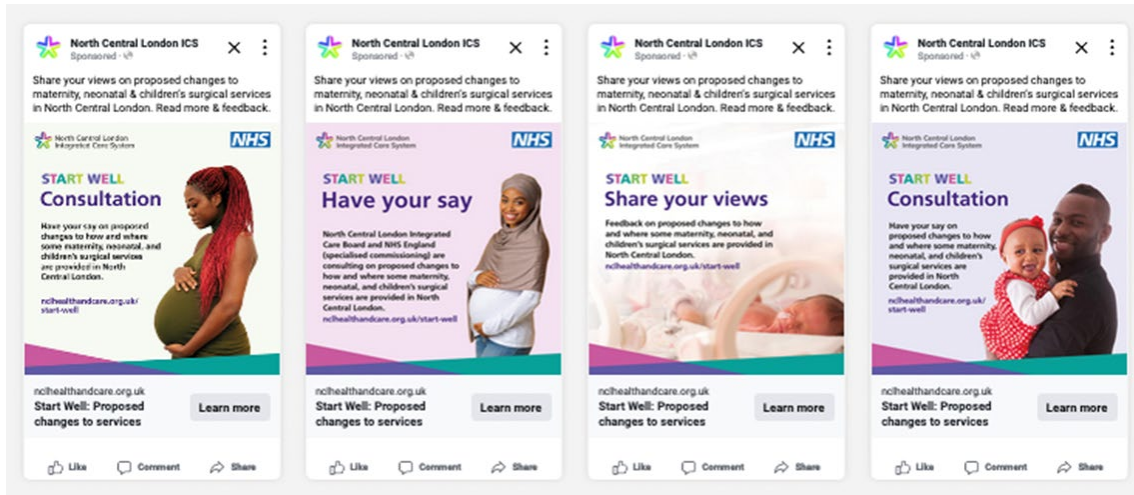 North Central London ICS
Sponsored ·
Share your views on proposed changes to
maternity, neonatal & children's surgical services
in North Central London. Read more & feedback.
North Central London
Integrated Care System
NHS
START WELL
Consultation
Have your say on proposed
changes to how and where
some maternity, neonatal, and
children's surgical services
are provided in North
Central London.
nclhealthandcare.org.uk/
start-well
nclhealthandcare.org.uk
Start Well: Proposed
changes to services
Learn more
Like
Comment
Share
North Central London ICS
Sponsored ·
Share your views on proposed changes to
maternity, neonatal & children's surgical services
in North Central London. Read more & feedback.
North Central London
Integrated Care System
NHS
START WELL
Have your say
North Central London Integrated
Care Board and NHS England
(specialised commissioning) are
consulting on proposed changes to
how and where some maternity,
neonatal, and children's surgical
services are provided in North
Central London.
nclhealthandcare.org.uk/start-well
nclhealthandcare.org.uk
Start Well: Proposed
changes to services
Learn more
Like
Comment
Share
North Central London ICS
Sponsored ·
Share your views on proposed changes to
maternity, neonatal & children's surgical services
in North Central London. Read more & feedback.
North Central London
Integrated Care System
NHS
START WELL
Share your views
Feedback on proposed changes to how
and where some maternity, neonatal, and
children's surgical services are provided in
North Central London.
nclhealthandcare.org.uk/start-well
nclhealthandcare.org.uk
Start Well: Proposed
changes to services
Learn more
Like
Comment
Share
North Central London ICS
Sponsored ·
Share your views on proposed changes to
maternity, neonatal & children's surgical services
in North Central London. Read more & feedback.
North Central London
Integrated Care System
NHS
START WELL
Consultation
Have your say on
proposed changes to how
and where some maternity,
neonatal, and children's
surgical services are
provided in North
Central London.
nclhealthandcare.org.uk/
start-well
nclhealthandcare.org.uk
Start Well: Proposed
changes to services
Learn more
Like
Comment
Share